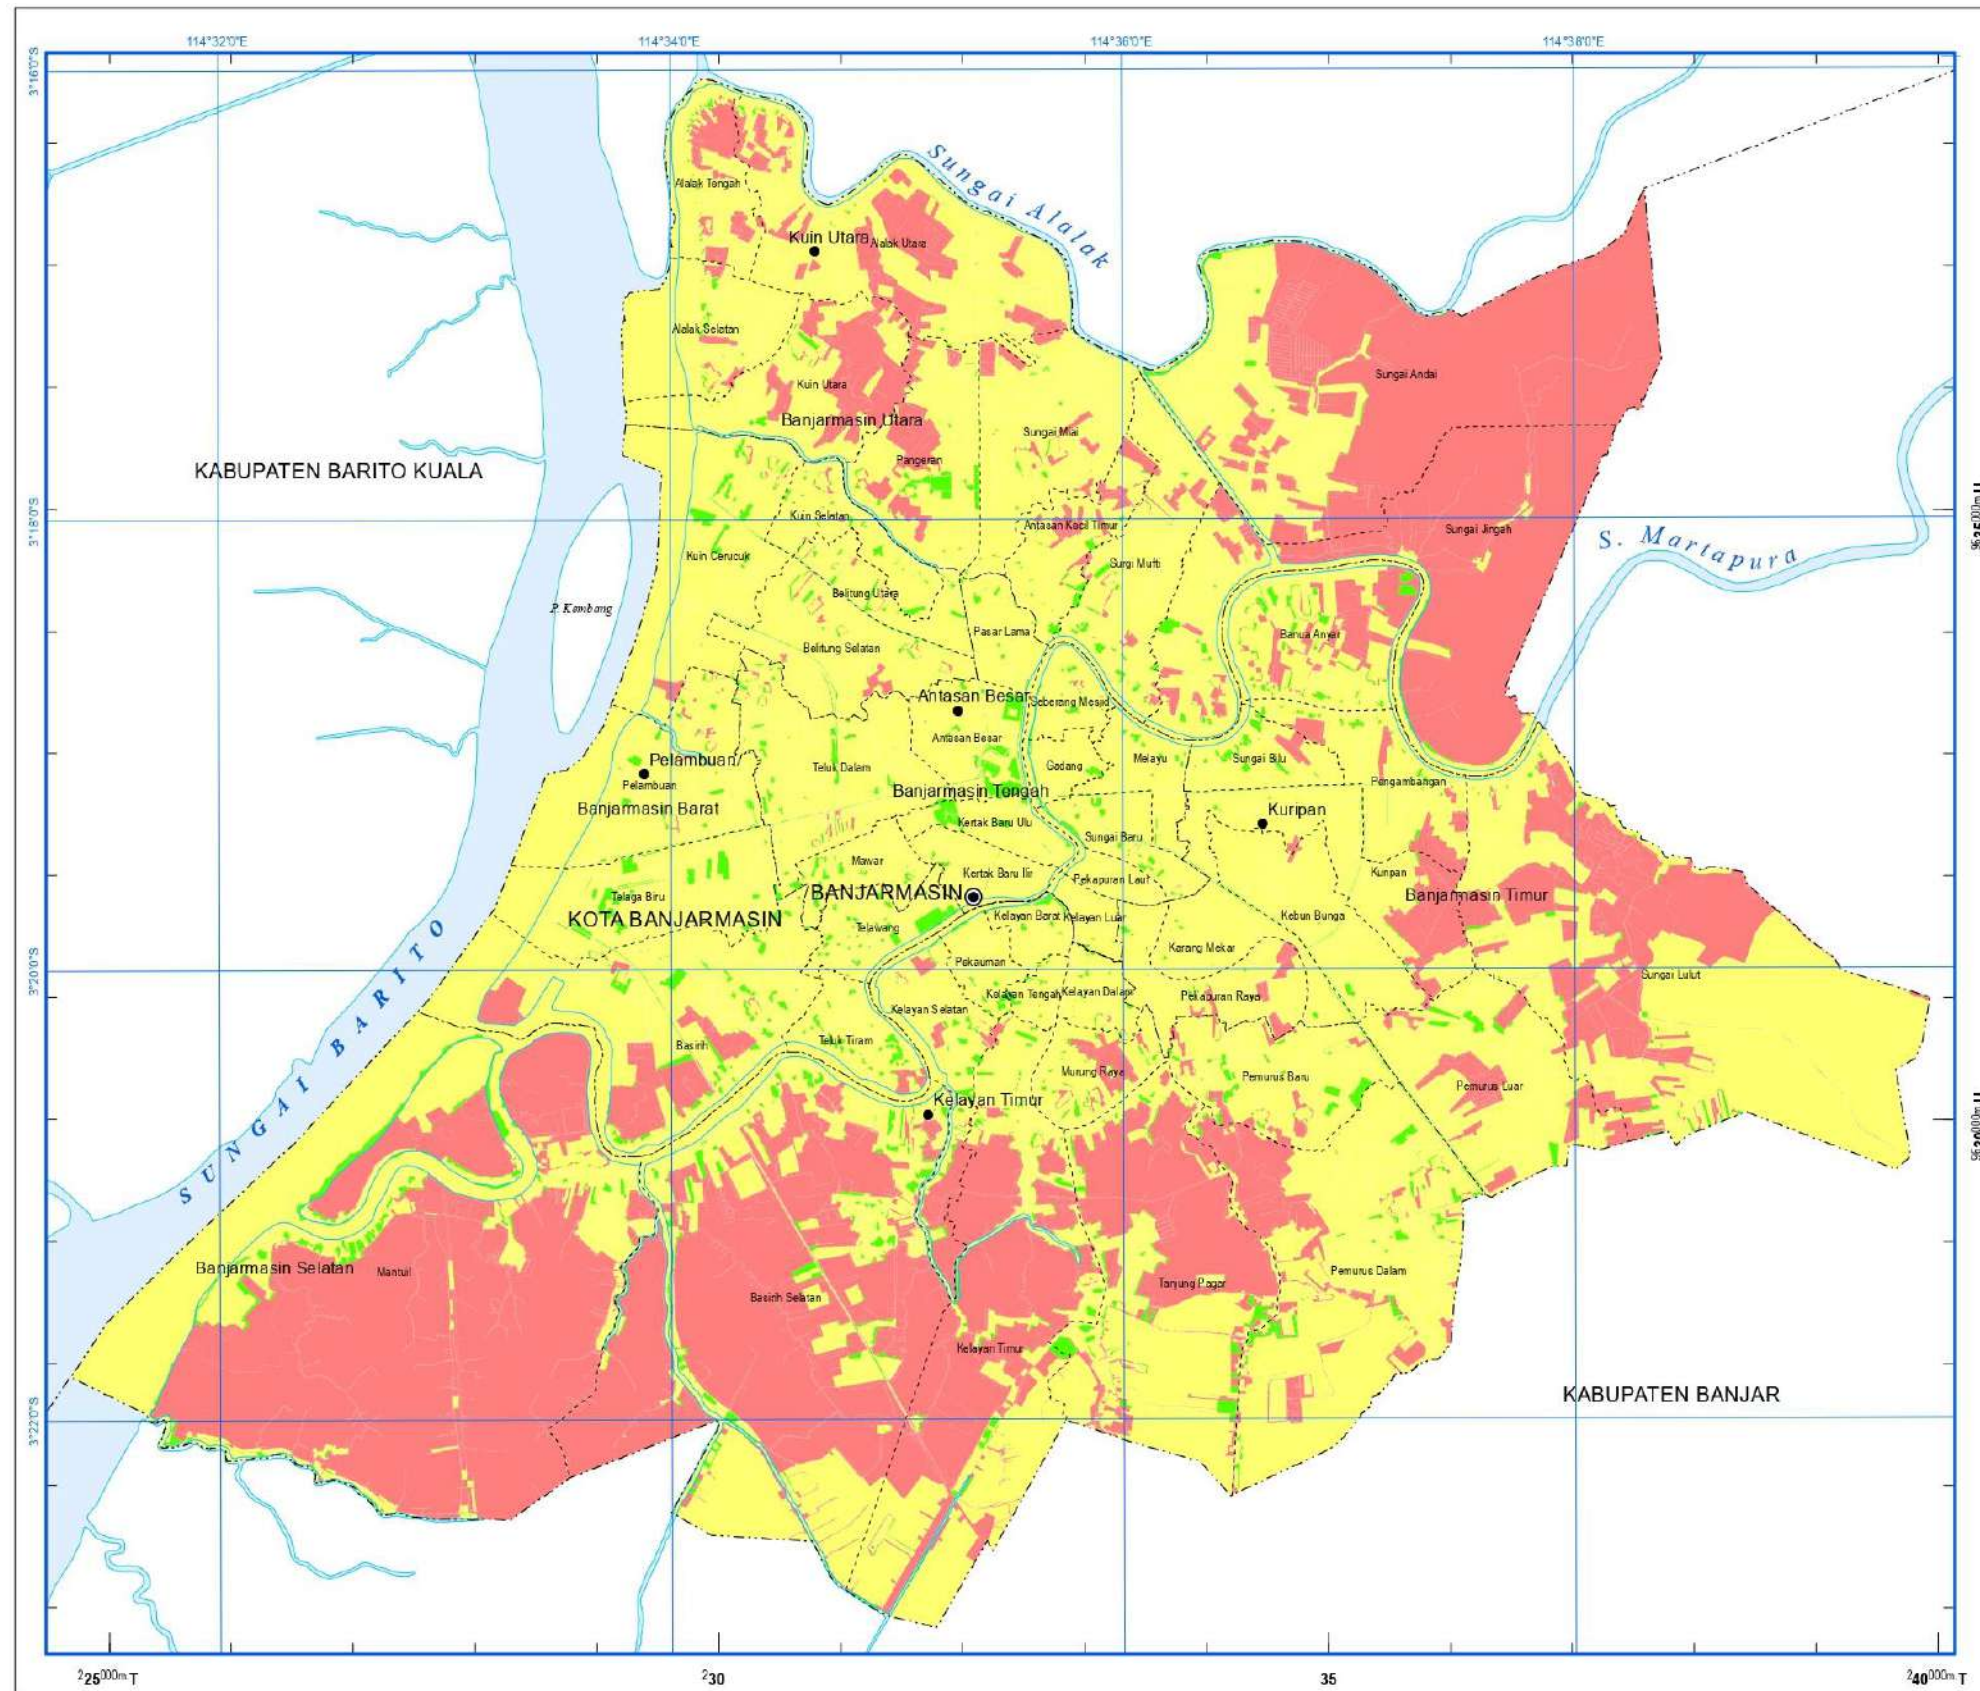 114°32'0"E
114°34'0"E
114°36'0"E
114°38'0"E
3°16'0"S
Sungai Alalak
Alalak Tengah
Kuin Utara
Alalak Utara
Alalak Selatan
Sungai Andai
Kuin Utara
Banjarmasin Utara
Sungai Miai
Pangeran
KABUPATEN BARITO KUALA
3°18'0"S
Kuin Selatan
Antasan Kecil Timur
Sungai Jingah
S. Martapura
Kuin Cerucuk
Surgi Mufti
Belitung Utara
P. Kembang
Pasar Lama
Banua Anyar
Belitung Selatan
Antasan Besar
Seberang Mesjid
Antasan Besar
Pelambuan
Teluk Dalam
Gadang
Melayu
Sungai Bilu
Pelambuan
Pengambangan
Banjarmasin Tengah
Banjarmasin Barat
Kuripan
Kertak Baru Ulu
Sungai Baru
Mawar
Kertak Baru Ilir
Pekapuran Laut
Kuripan
BANJARMASIN
Telaga Biru
Banjarmasin Timur
KOTA BANJARMASIN
Kelayan Barat
Kelayan Luar
Kebun Bunga
Telawang
Karang Mekar
Pekauman
3°20'0"S
Sungai Lulut
Kelayan Tengah
Kelayan Dalam
Pekapuran Raya
Kelayan Selatan
SUNGAI BARITO
Basirih
Teluk Tiram
Murung Raya
Pemurus Baru
Pemurus Luar
Kelayan Timur
Banjarmasin Selatan
Mantuil
Pemurus Dalam
Tanjung Pagar
Basirih Selatan
Kelayan Timur
KABUPATEN BANJAR
3°22'0"S
225000m T
230
35
240000m T